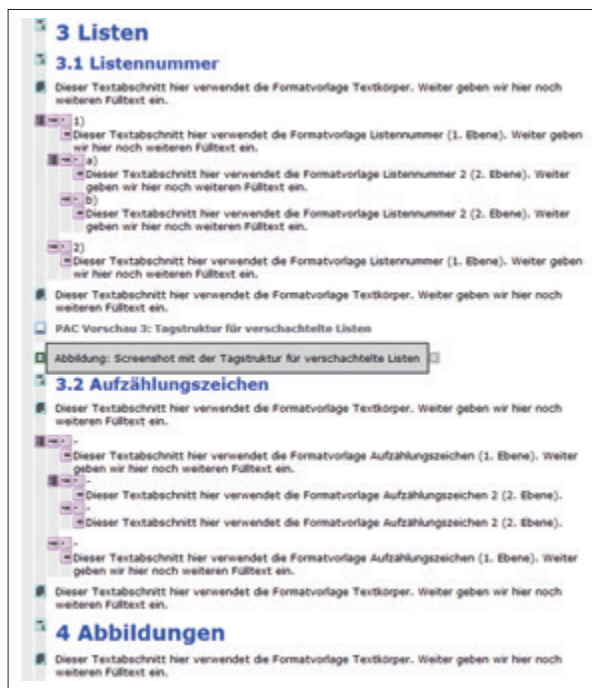 3 Listen
3.1 Listennummer
Dieser Textabschnitt hier verwendet die Formatvorlage Textkörper. Weiter geben wir hier noch
weiteren Fülltext ein.
1)
Dieser Textabschnitt hier verwendet die Formatvorlage Listennummer (1. Ebene). Weiter geben
wir hier noch weiteren Fülltext ein.
a)
Dieser Textabschnitt hier verwendet die Formatvorlage Listennummer 2 (2. Ebene). Weiter
geben wir hier noch weiteren Fülltext ein.
b)
Dieser Textabschnitt hier verwendet die Formatvorlage Listennummer 2 (2. Ebene). Weiter
geben wir hier noch weiteren Fülltext ein.
2)
Dieser Textabschnitt hier verwendet die Formatvorlage Listennummer (1. Ebene). Weiter geben
wir hier noch weiteren Fülltext ein.
Dieser Textabschnitt hier verwendet die Formatvorlage Textkörper. Weiter geben wir hier noch
weiteren Fülltext ein.
PAC Vorschau 3: Tagstruktur für verschachtelte Listen
Abbildung: Screenshot mit der Tagstruktur für verschachtelte Listen
3.2 Aufzählungszeichen
Dieser Textabschnitt hier verwendet die Formatvorlage Textkörper. Weiter geben wir hier noch
weiteren Fülltext ein.
-
Dieser Textabschnitt hier verwendet die Formatvorlage Aufzählungszeichen (1. Ebene). Weiter
geben wir hier noch weiteren Fülltext ein.
-
Dieser Textabschnitt hier verwendet die Formatvorlage Aufzählungszeichen 2 (2. Ebene).
-
Dieser Textabschnitt hier verwendet die Formatvorlage Aufzählungszeichen 2 (2. Ebene).
-
Dieser Textabschnitt hier verwendet die Formatvorlage Aufzählungszeichen (1. Ebene). Weiter
geben wir hier noch weiteren Fülltext ein.
Dieser Textabschnitt hier verwendet die Formatvorlage Textkörper. Weiter geben wir hier noch
weiteren Fülltext ein.
4 Abbildungen
Dieser Textabschnitt hier verwendet die Formatvorlage Textkörper. Weiter geben wir hier noch
weiteren Fülltext ein.